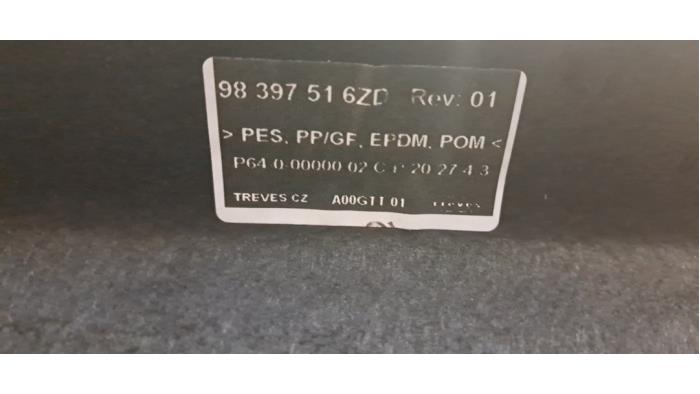 98 397 51 6ZD Rev: 01
> PES, PP/GF, EPDM, POM <
P64 0-00000 02 20 27 4 3
TREVES CZ A00G11 01 Treves